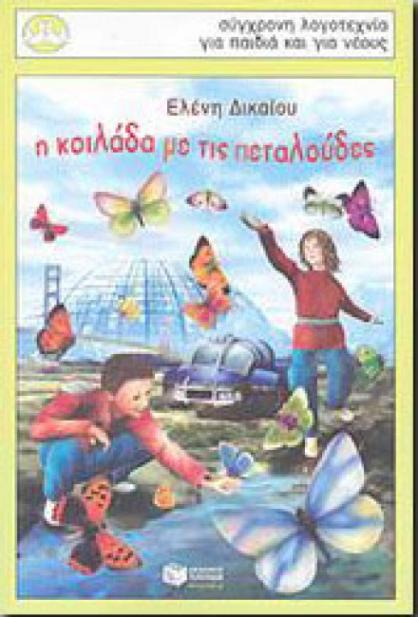 σύγχρονη λογοτεχνία
για παιδιά και για νέους
Ελένη Δικαίου
η κοιλάδα με τις πεταλούδες